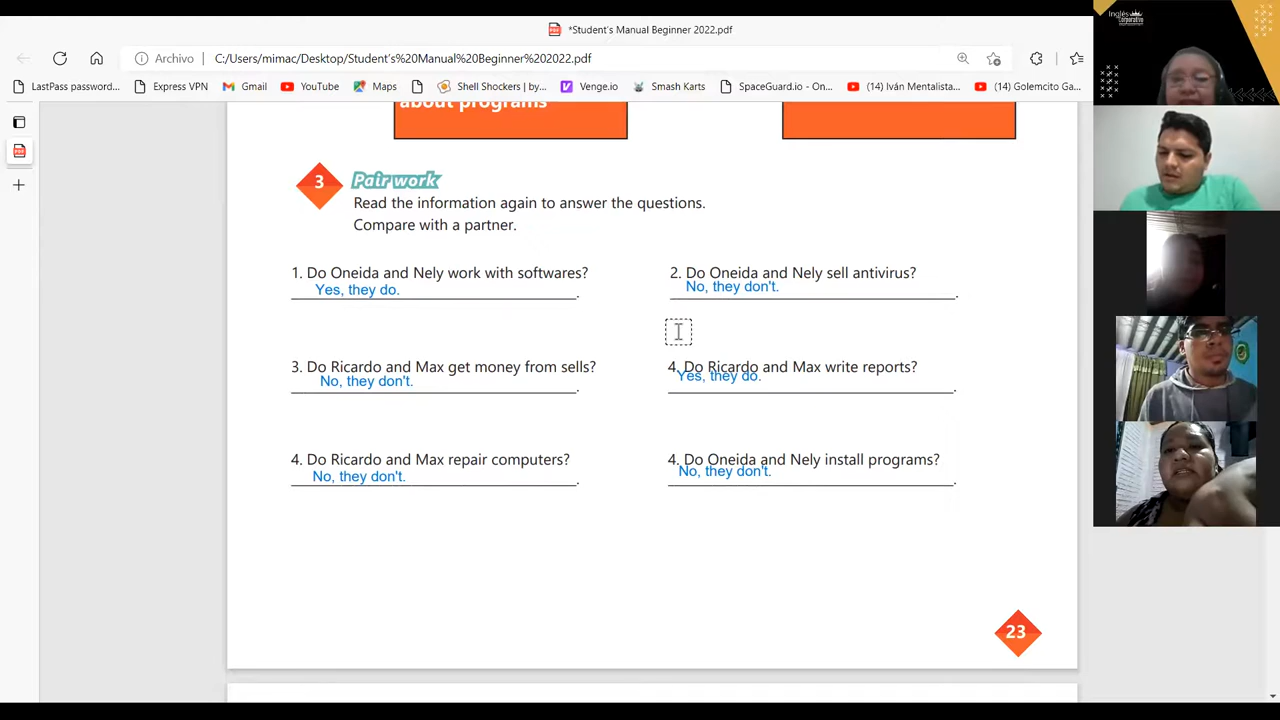 *Student's Manual Beginner 2022.pdf
Archivo
C:/Users/mimac/Desktop/Student's%20Manual%20Beginner%202022.pdf
LastPass password...
Express VPN
Gmail
YouTube
Maps
Shell Shockers | by...
Venge.io
Smash Karts
SpaceGuard.io - On...
(14) Iván Mentalista...
(14) Golemcito Ga...
Inglés
Corporativo
about programs
3
Pair work
Read the information again to answer the questions.
Compare with a partner.
1. Do Oneida and Nely work with softwares?
Yes, they do.
2. Do Oneida and Nely sell antivirus?
No, they don't.
3. Do Ricardo and Max get money from sells?
No, they don't.
4. Do Ricardo and Max write reports?
Yes, they do.
4. Do Ricardo and Max repair computers?
No, they don't.
4. Do Oneida and Nely install programs?
No, they don't.
23